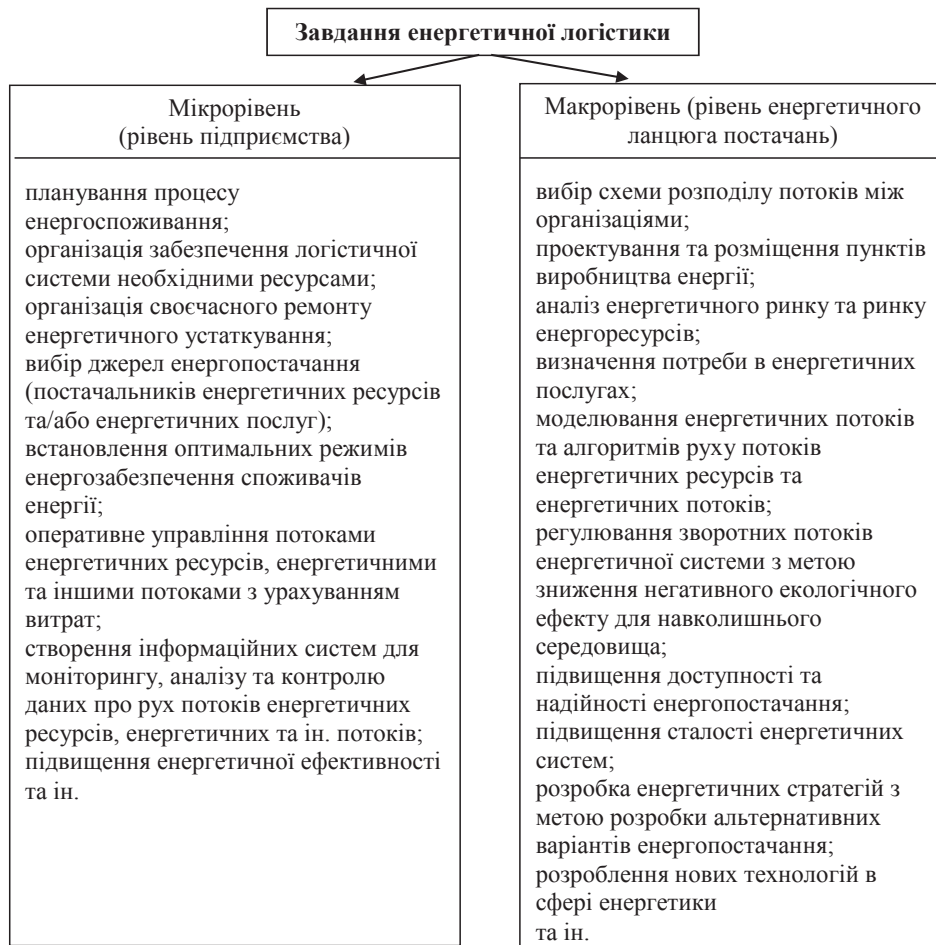 Завдання енергетичної логістики
Мікрорівень
(рівень підприємства)
планування процесу
енергоспоживання;
організація забезпечення логістичної
системи необхідними ресурсами;
організація своєчасного ремонту
енергетичного устаткування;
вибір джерел енергопостачання
(постачальників енергетичних ресурсів
та/або енергетичних послуг);
встановлення оптимальних режимів
енергозабезпечення споживачів
енергії;
оперативне управління потоками
енергетичних ресурсів, енергетичними
та іншими потоками з урахуванням
витрат;
створення інформаційних систем для
моніторингу, аналізу та контролю
даних про рух потоків енергетичних
ресурсів, енергетичних та ін. потоків;
підвищення енергетичної ефективності
та ін.
Макрорівень (рівень енергетичного
ланцюга постачань)
вибір схеми розподілу потоків між
організаціями;
проектування та розміщення пунктів
виробництва енергії;
аналіз енергетичного ринку та ринку
енергоресурсів;
визначення потреби в енергетичних
послугах;
моделювання енергетичних потоків
та алгоритмів руху потоків
енергетичних ресурсів та
енергетичних потоків;
регулювання зворотних потоків
енергетичної системи з метою
зниження негативного екологічного
ефекту для навколишнього
середовища;
підвищення доступності та
надійності енергопостачання;
підвищення сталості енергетичних
систем;
розробка енергетичних стратегій з
метою розробки альтернативних
варіантів енергопостачання;
розроблення нових технологій в
сфері енергетики
та ін.